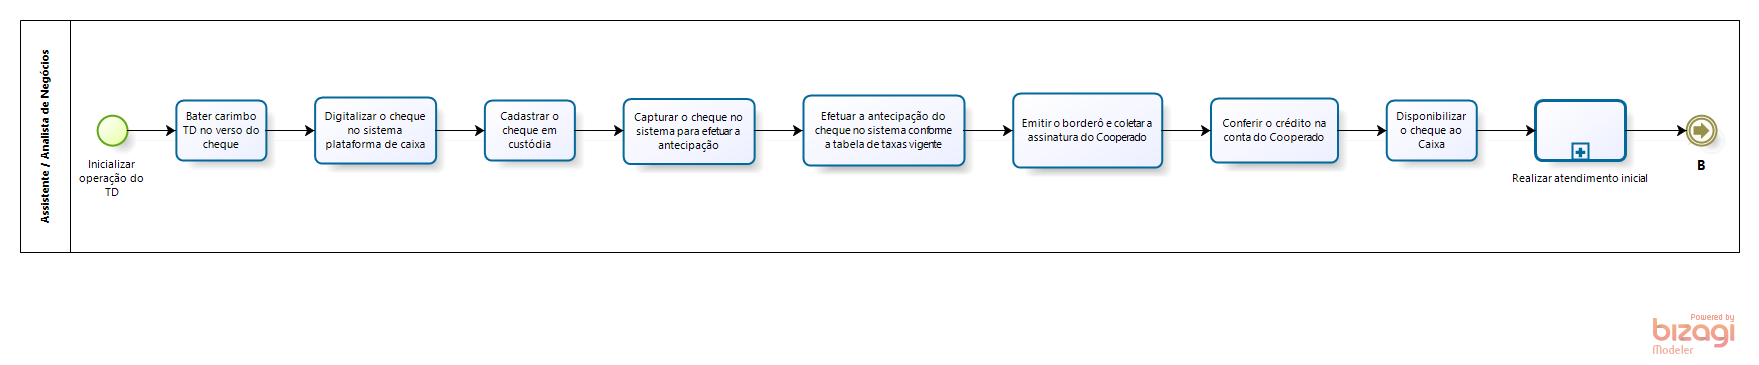 Assistente / Analista de Negócios
Inicializar
operação do
TD
Bater carimbo
TD no verso do
cheque
Digitalizar o cheque
no sistema
plataforma de caixa
Cadastrar o
cheque em
custódia
Capturar o cheque no
sistema para efetuar a
antecipação
Efetuar a antecipação do
cheque no sistema conforme
a tabela de taxas vigente
Emitir o borderô e coletar a
assinatura do Cooperado
Conferir o crédito na
conta do Cooperado
Disponibilizar
o cheque ao
Caixa
Realizar atendimento inicial
B
Powered by
bizagi
Modeler